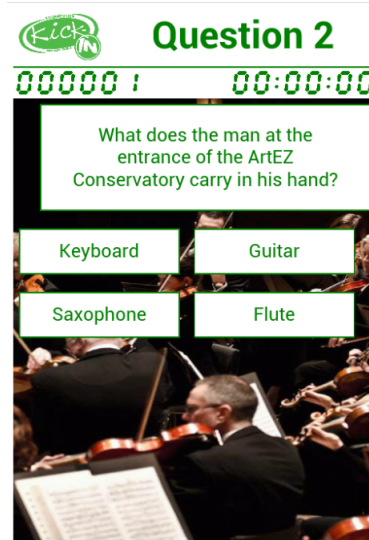 Kick
IN
Question 2
000001
00:00:00
What does the man at the
entrance of the ArtEZ
Conservatory carry in his hand?
Keyboard
Guitar
Saxophone
Flute